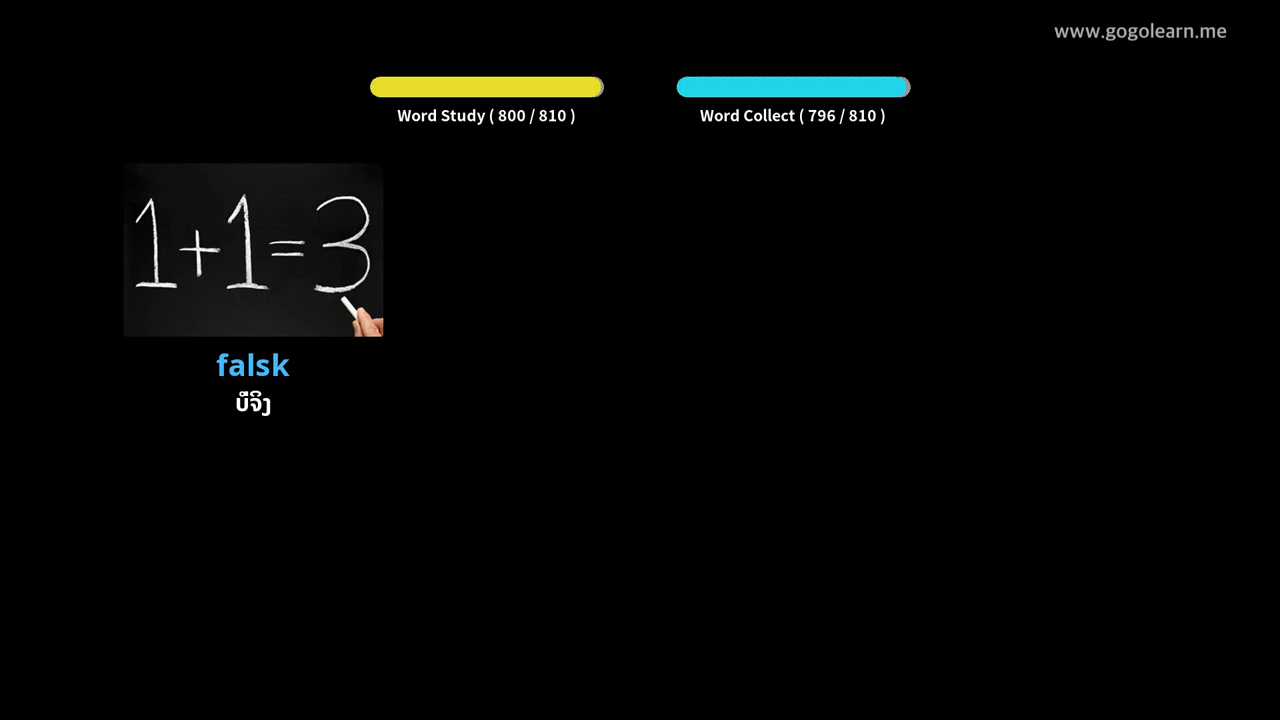 www.gogolearn.me
Word Study ( 800 / 810 )
Word Collect ( 796 / 810 )
1+1=3
falsk
ບໍ່ຈິງ